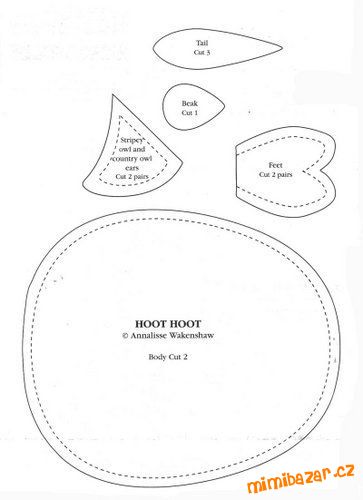 Tail
Cut 3
Beak
Cut 1
Stripey
owl and
country owl
ears
Cut 2 pairs
Feet
Cut 2 pairs
HOOT HOOT
© Annalisse Wakenshaw
Body Cut 2
mimibazar.cz